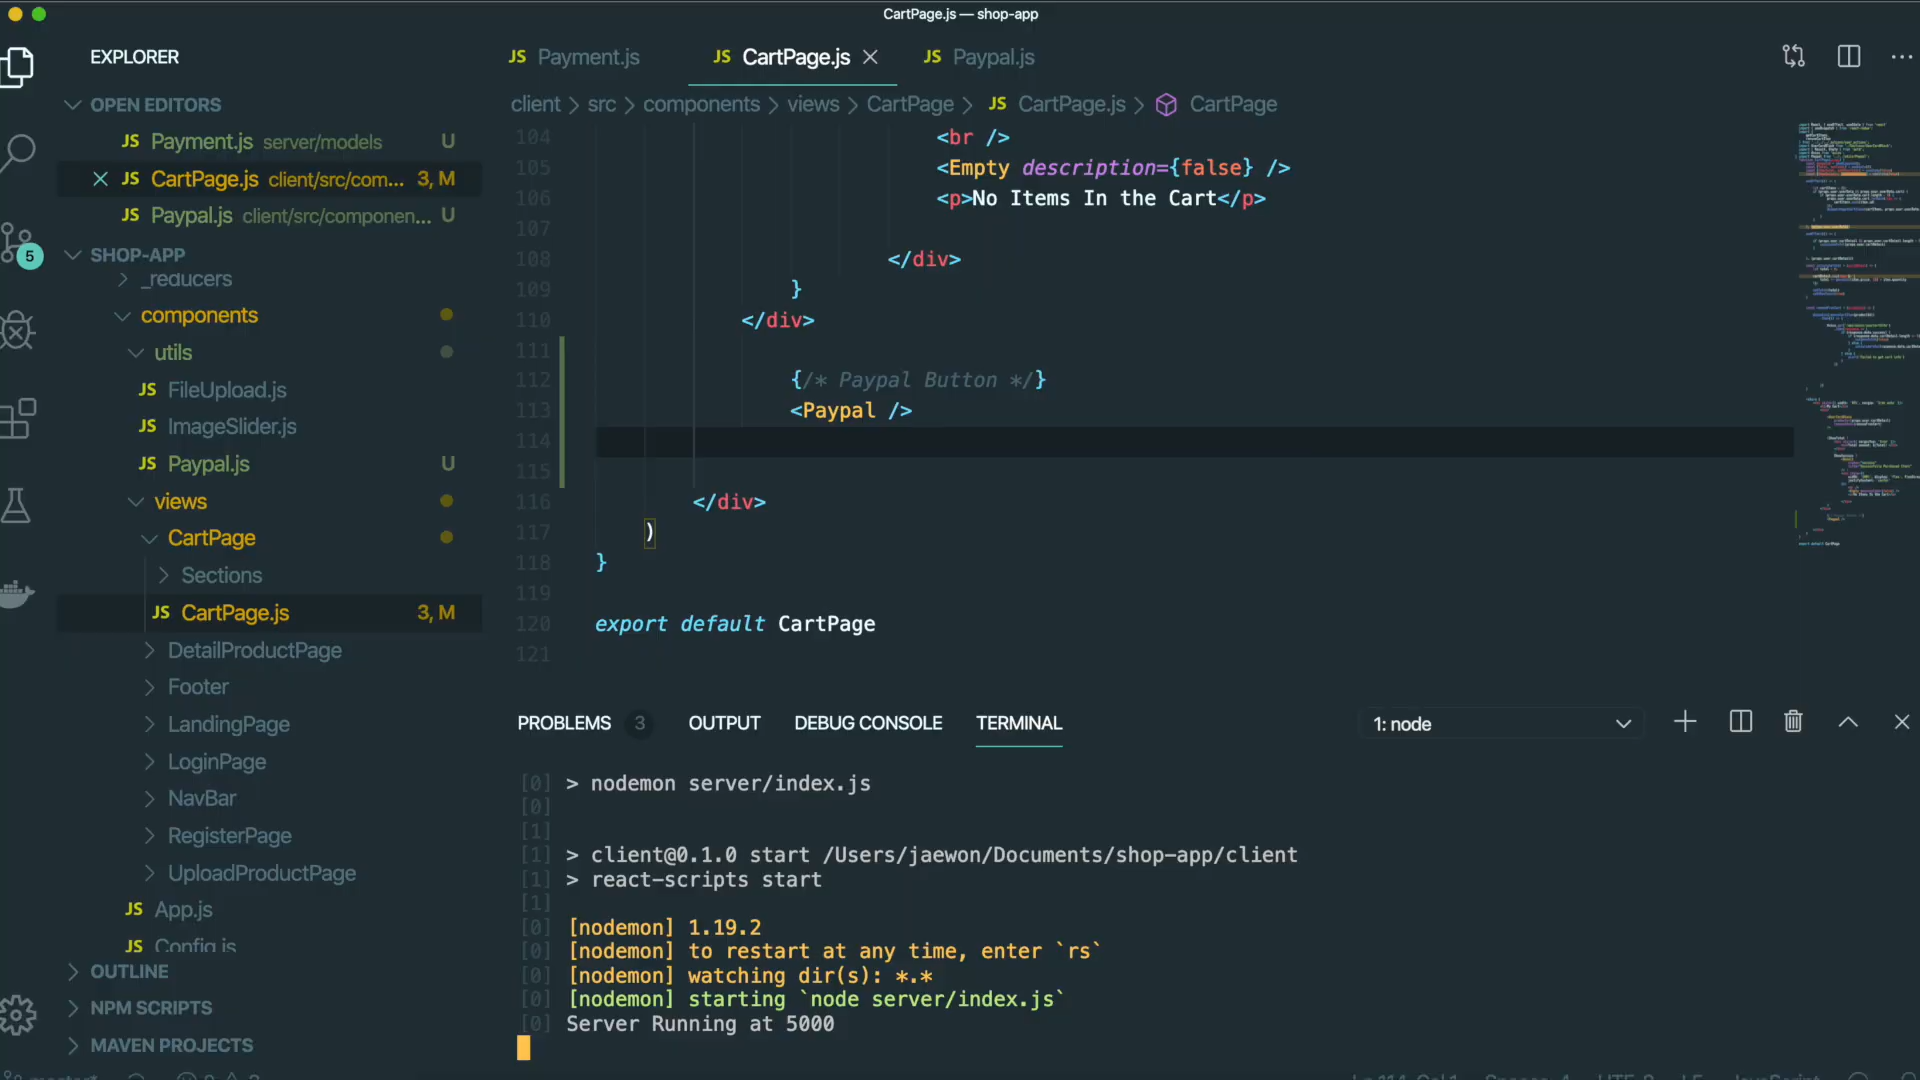 CartPage.js — shop-app
EXPLORER
OPEN EDITORS
JS Payment.js server/models U
JS CartPage.js client/src/com... 3, M
JS Paypal.js client/src/componen... U
5
SHOP-APP
_reducers
components
utils
JS FileUpload.js
JS ImageSlider.js
JS Paypal.js U
views
CartPage
Sections
JS CartPage.js 3, M
DetailProductPage
Footer
LandingPage
LoginPage
NavBar
RegisterPage
UploadProductPage
JS App.js
JS Config.js
OUTLINE
NPM SCRIPTS
MAVEN PROJECTS
JS Payment.js
JS CartPage.js
JS Paypal.js
client > src > components > views > CartPage > JS CartPage.js > CartPage
104 <br />
105 <Empty description={false} />
106 <p>No Items In the Cart</p>
107
108 </div>
109 }
110 </div>
111
112 {/* Paypal Button */}
113 <Paypal />
114
115
116 </div>
117 )
118 }
119
120 export default CartPage
121
PROBLEMS 3 OUTPUT DEBUG CONSOLE TERMINAL 1: node
[0] > nodemon server/index.js
[0]
[1]
[1] > client@0.1.0 start /Users/jaewon/Documents/shop-app/client
[1] > react-scripts start
[1]
[0] [nodemon] 1.19.2
[0] [nodemon] to restart at any time, enter `rs`
[0] [nodemon] watching dir(s): *.*
[0] [nodemon] starting `node server/index.js`
[0] Server Running at 5000